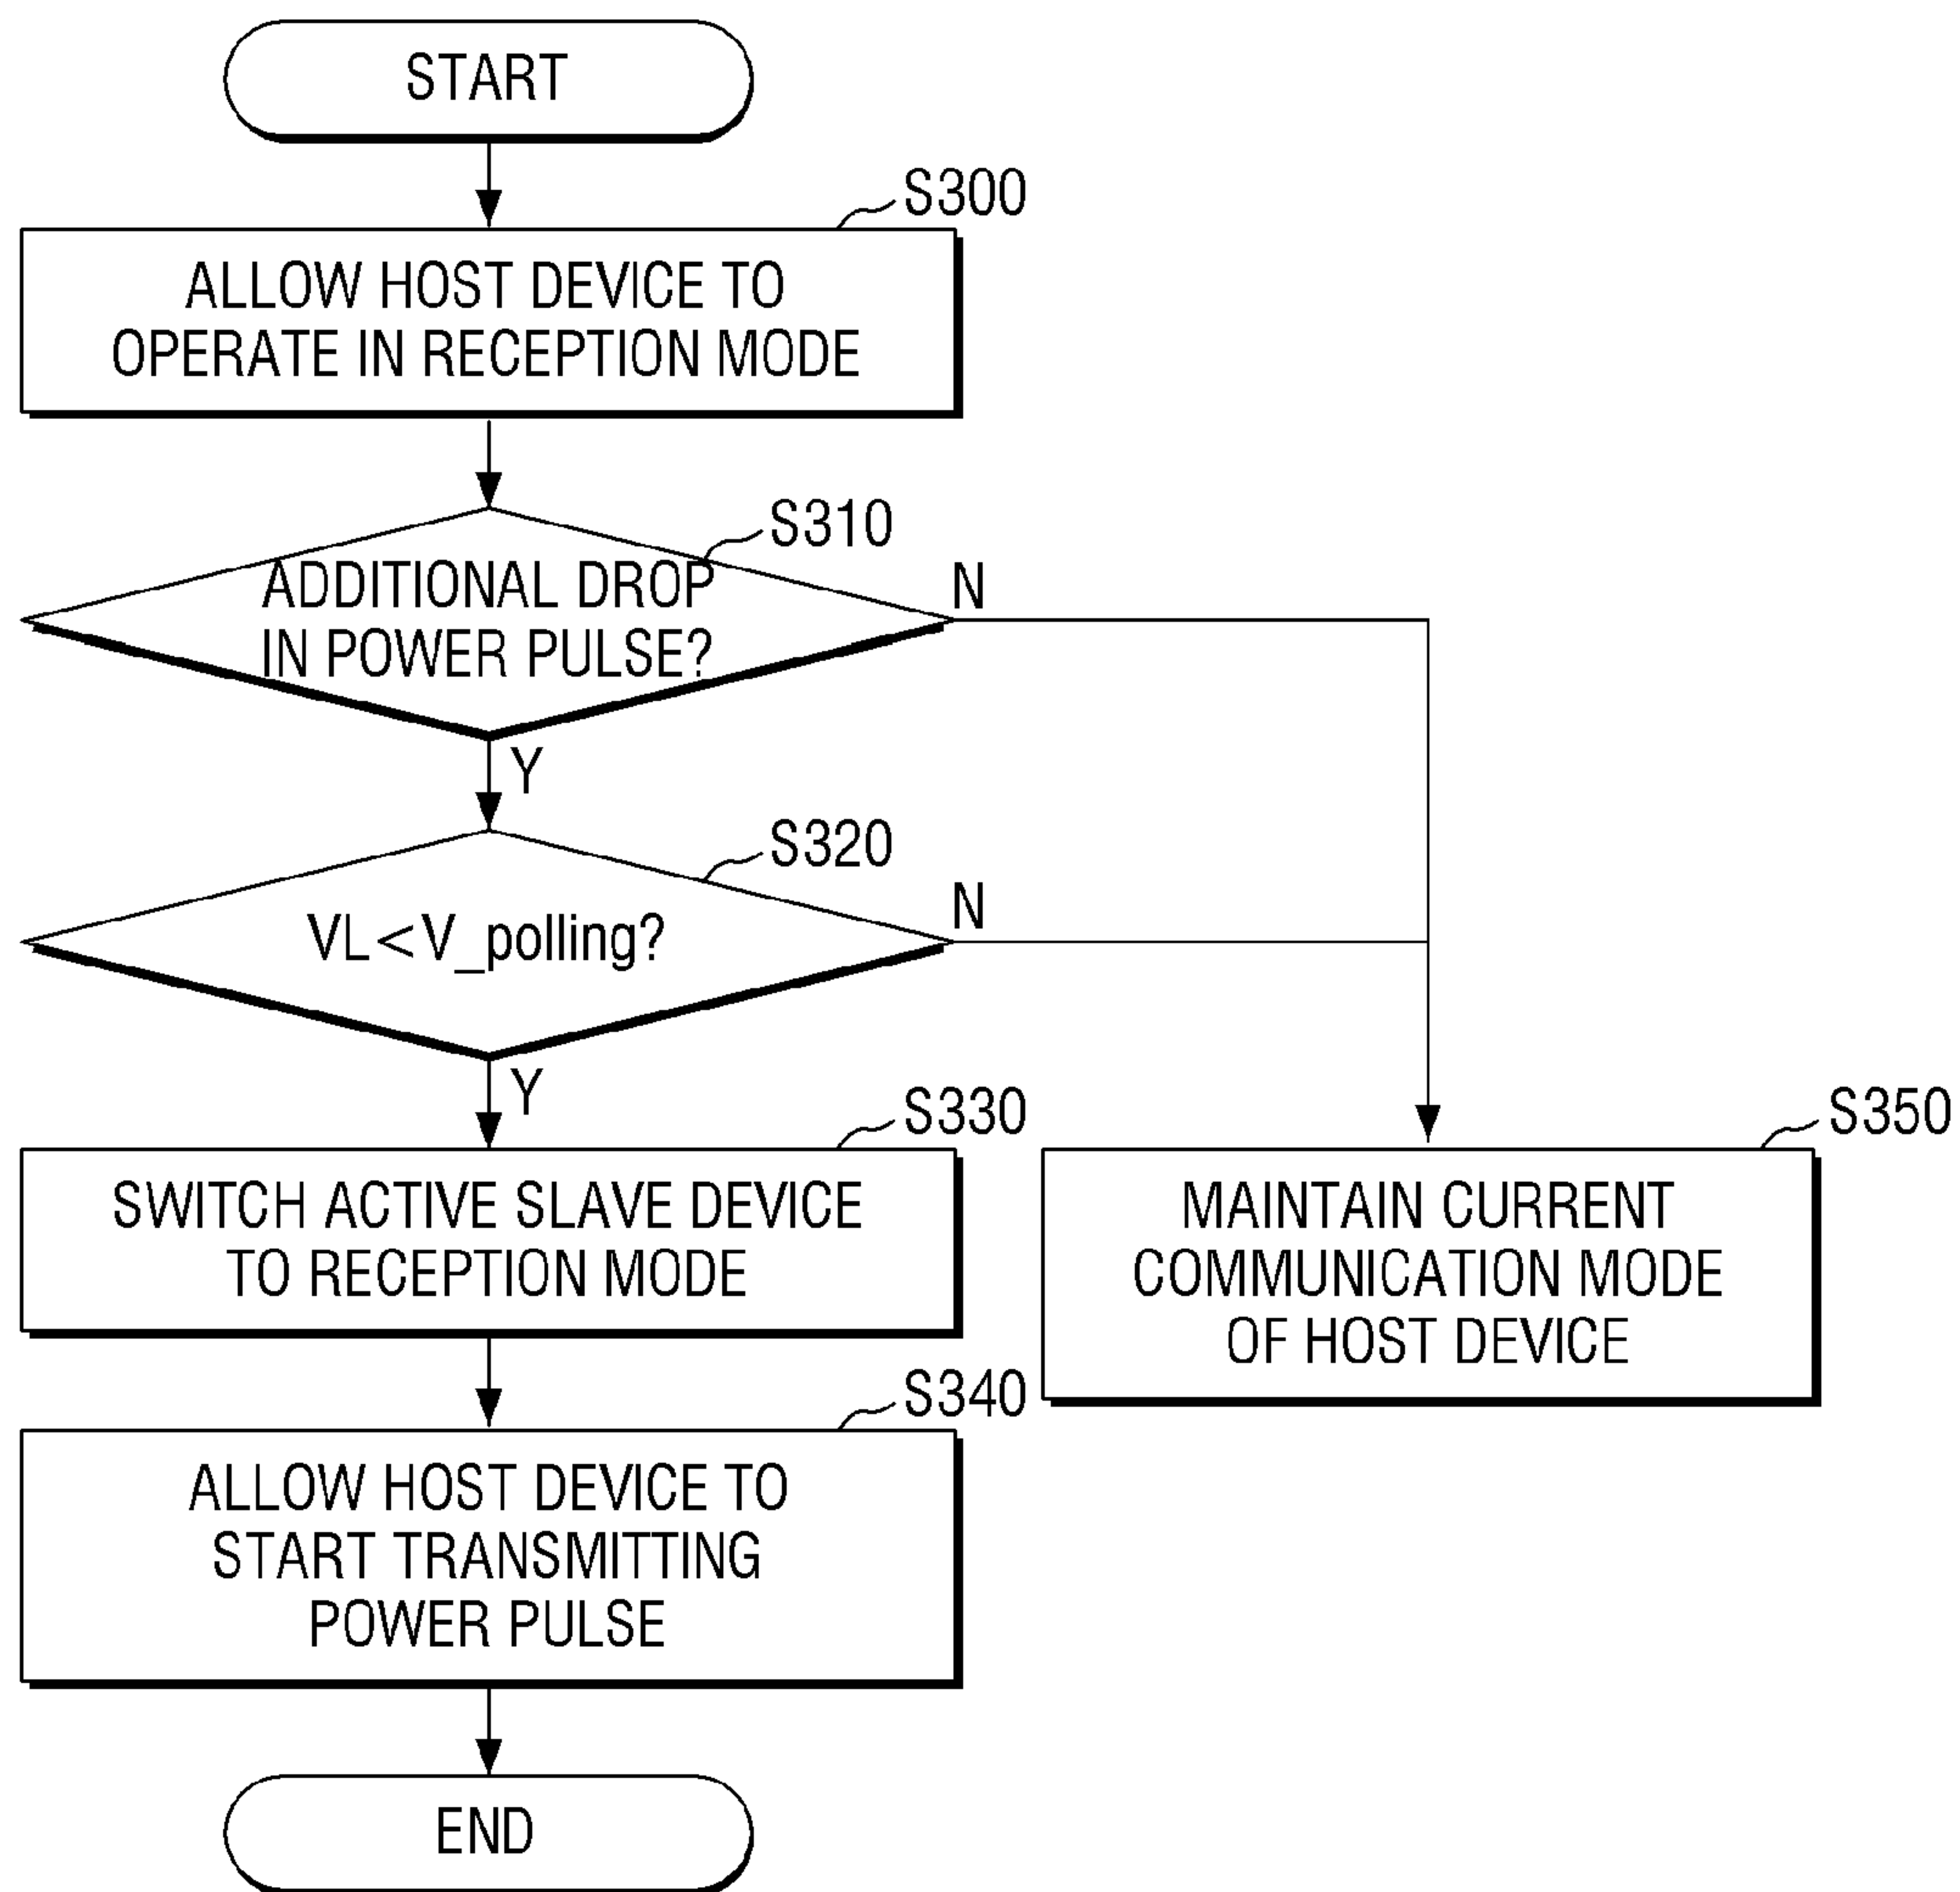 START
S300
ALLOW HOST DEVICE TO
OPERATE IN RECEPTION MODE
S310
ADDITIONAL DROP
IN POWER PULSE?
N
Y
S320
VL<V_polling?
N
Y
S330
SWITCH ACTIVE SLAVE DEVICE
TO RECEPTION MODE
S350
MAINTAIN CURRENT
COMMUNICATION MODE
OF HOST DEVICE
S340
ALLOW HOST DEVICE TO
START TRANSMITTING
POWER PULSE
END